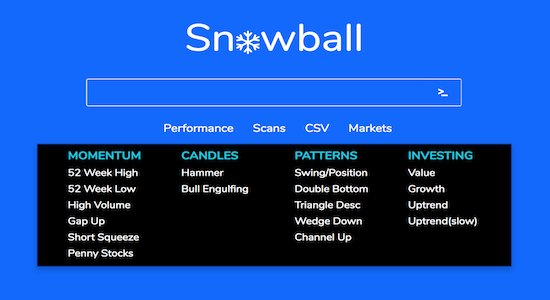 Sn❄wball
>_
Performance Scans CSV Markets
MOMENTUM CANDLES PATTERNS INVESTING
52 Week High Hammer Swing/Position Value
52 Week Low Bull Engulfing Double Bottom Growth
High Volume Triangle Desc Uptrend
Gap Up Wedge Down Uptrend(slow)
Short Squeeze Channel Up
Penny Stocks